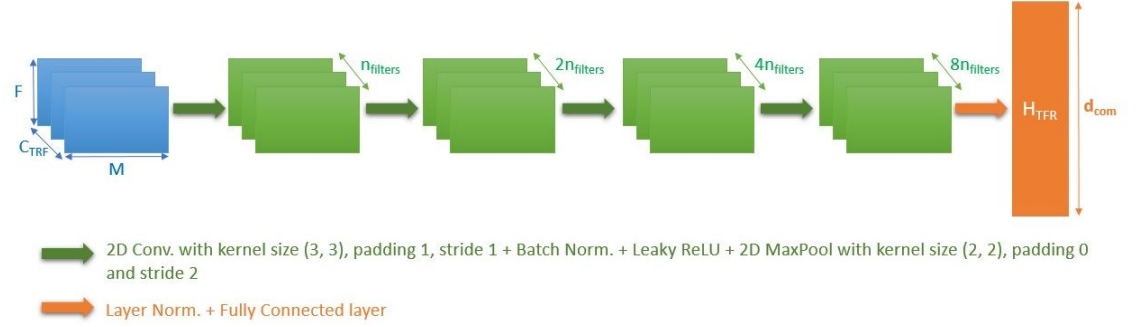 n_filters
2n_filters
4n_filters
8n_filters
F
C_TRF
M
H_TFR
d_com
2D Conv. with kernel size (3, 3), padding 1, stride 1 + Batch Norm. + Leaky ReLU + 2D MaxPool with kernel size (2, 2), padding 0
and stride 2
Layer Norm. + Fully Connected layer